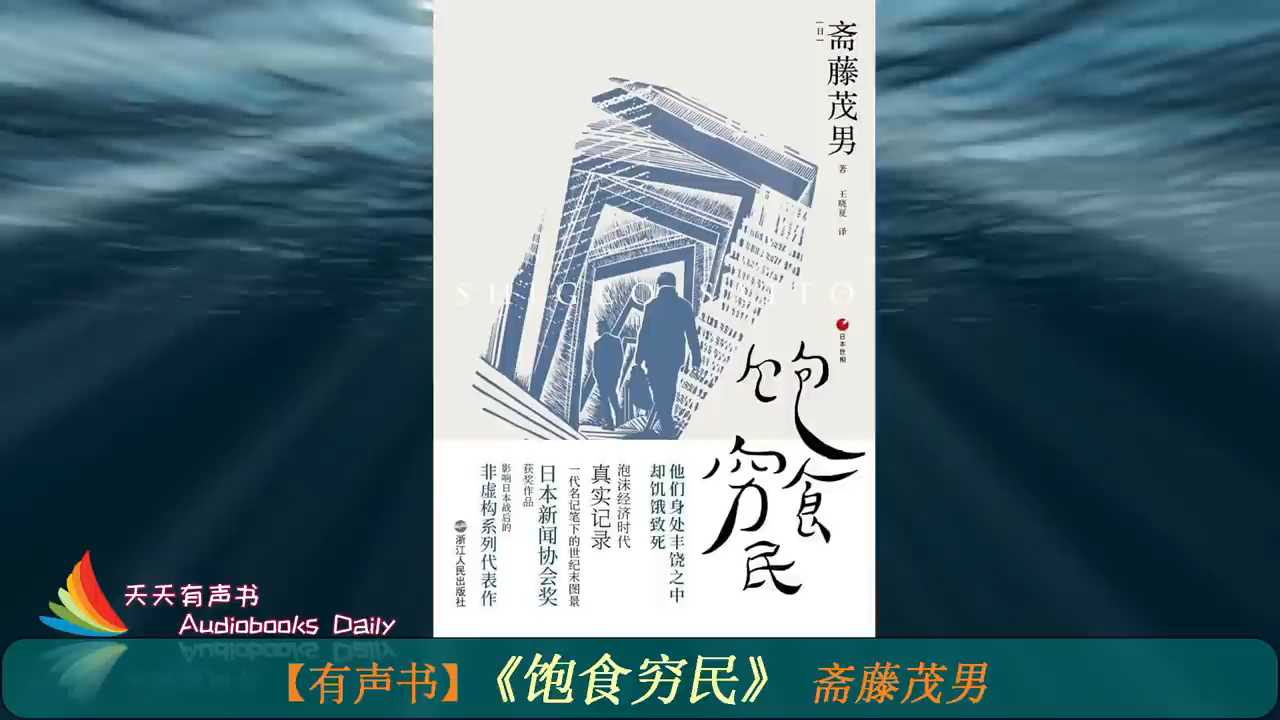 [日]
斋藤茂男
著
王晓夏 译
SHIGEO SAITO
日本世相
饱食穷民
他们身处丰饶之中
却饥饿致死
泡沫经济时代
真实记录
一代名记笔下的世纪末图景
日本新闻协会奖
获奖作品
影响日本战后的
非虚构系列代表作
浙江人民出版社
天天有声书
Audiobooks Daily
【有声书】《饱食穷民》 斋藤茂男